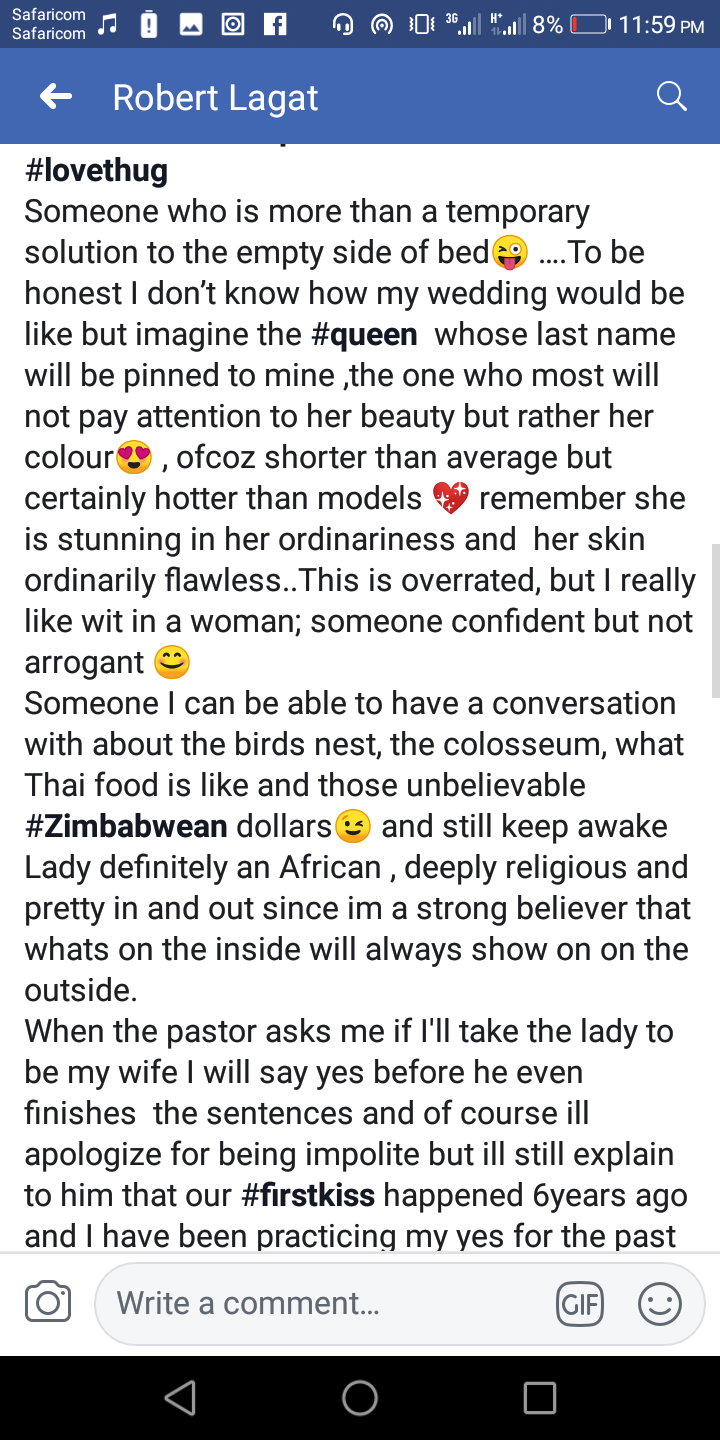 Safaricom
Safaricom
3G H+ 8% 11:59 PM
Robert Lagat
#lovethug
Someone who is more than a temporary
solution to the empty side of bed😜 ....To be
honest I don’t know how my wedding would be
like but imagine the #queen  whose last name
will be pinned to mine ,the one who most will
not pay attention to her beauty but rather her
colour😍 , ofcoz shorter than average but
certainly hotter than models 💖 remember she
is stunning in her ordinariness and  her skin
ordinarily flawless..This is overrated, but I really
like wit in a woman; someone confident but not
arrogant 😊
Someone I can be able to have a conversation
with about the birds nest, the colosseum, what
Thai food is like and those unbelievable
#Zimbabwean dollars😉 and still keep awake
Lady definitely an African , deeply religious and
pretty in and out since im a strong believer that
whats on the inside will always show on on the
outside.
When the pastor asks me if I'll take the lady to
be my wife I will say yes before he even
finishes  the sentences and of course ill
apologize for being impolite but ill still explain
to him that our #firstkiss happened 6years ago
and I have been practicing my yes for the past
Write a comment...
GIF